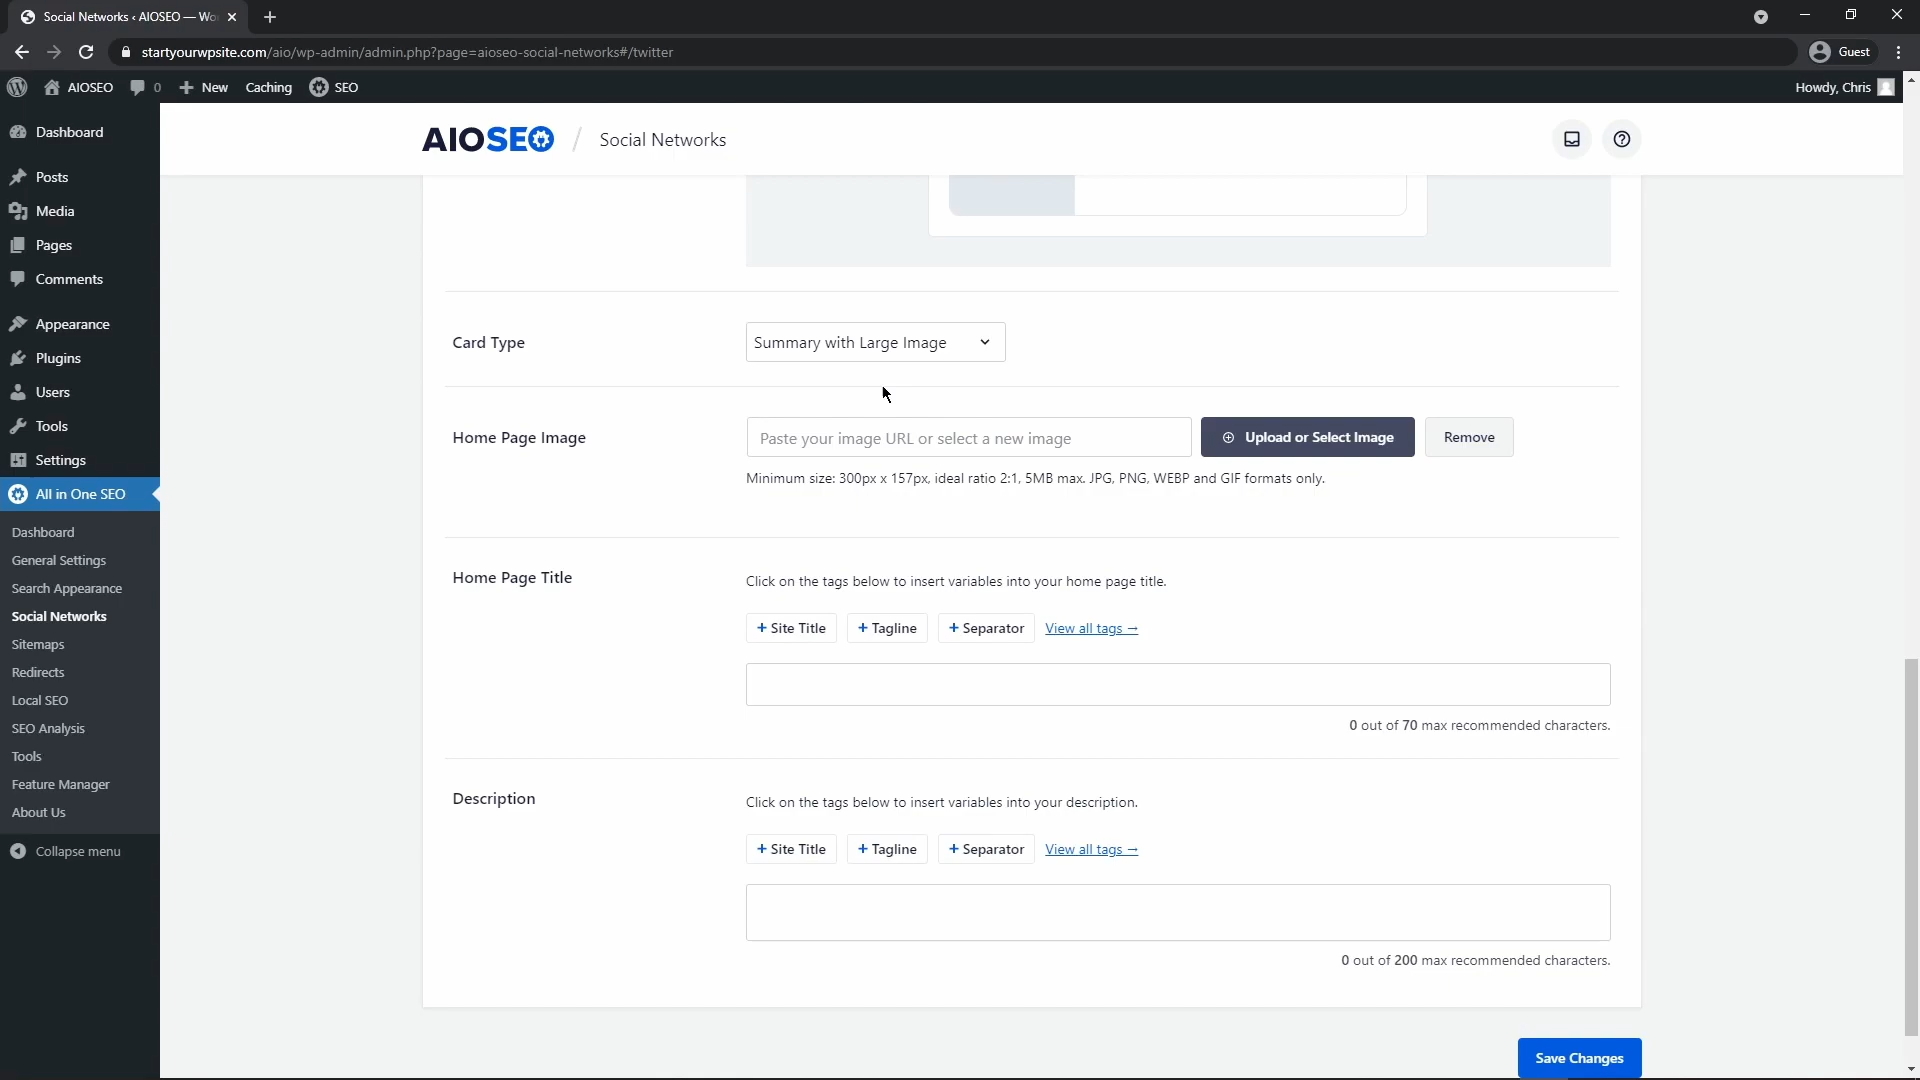 Social Networks ‹ AIOSEO — Wo
startyourwpsite.com/aio/wp-admin/admin.php?page=aioseo-social-networks#/twitter
Guest
AIOSEO
0
New
Caching
SEO
Howdy, Chris
Dashboard
Posts
Media
Pages
Comments
Appearance
Plugins
Users
Tools
Settings
All in One SEO
Dashboard
General Settings
Search Appearance
Social Networks
Sitemaps
Redirects
Local SEO
SEO Analysis
Tools
Feature Manager
About Us
Collapse menu
AIOSEO / Social Networks
Card Type
Summary with Large Image
Home Page Image
Paste your image URL or select a new image
Upload or Select Image
Remove
Minimum size: 300px x 157px, ideal ratio 2:1, 5MB max. JPG, PNG, WEBP and GIF formats only.
Home Page Title
Click on the tags below to insert variables into your home page title.
+ Site Title
+ Tagline
+ Separator
View all tags →
0 out of 70 max recommended characters.
Description
Click on the tags below to insert variables into your description.
+ Site Title
+ Tagline
+ Separator
View all tags →
0 out of 200 max recommended characters.
Save Changes